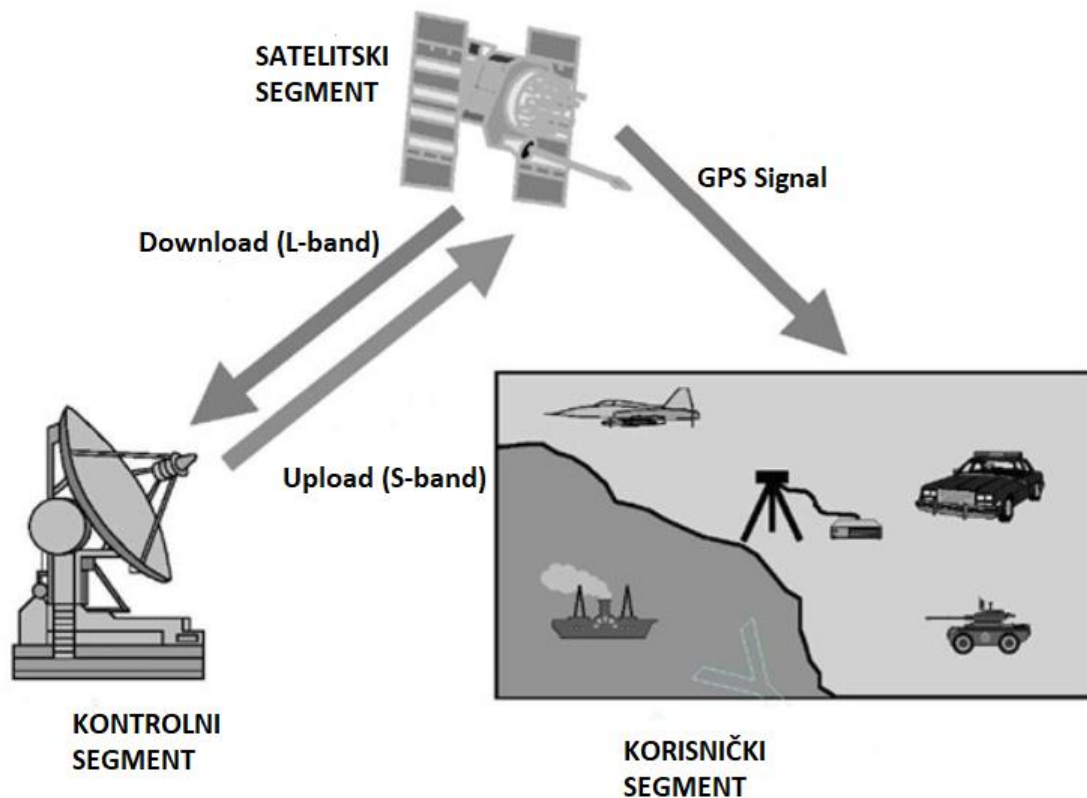 SATELITSKI
SEGMENT
GPS Signal
Download (L-band)
Upload (S-band)
KONTROLNI
SEGMENT
KORISNIČKI
SEGMENT